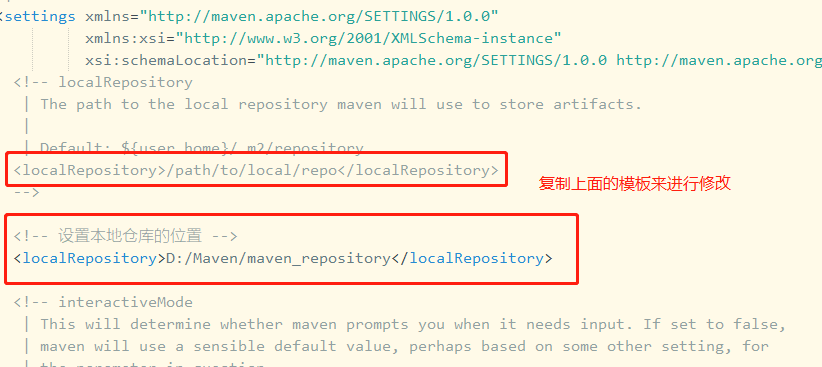 <settings xmlns="http://maven.apache.org/SETTINGS/1.0.0"
xmlns:xsi="http://www.w3.org/2001/XMLSchema-instance"
xsi:schemaLocation="http://maven.apache.org/SETTINGS/1.0.0 http://maven.apache.org
<!-- localRepository
| The path to the local repository maven will use to store artifacts.
|
| Default: ${user.home}/.m2/repository
<localRepository>/path/to/local/repo</localRepository>
复制上面的模板来进行修改
-->
<!-- 设置本地仓库的位置 -->
<localRepository>D:/Maven/maven_repository</localRepository>
<!-- interactiveMode
| This will determine whether maven prompts you when it needs input. If set to false,
| maven will use a sensible default value, perhaps based on some other setting, for
| the parameter in question.